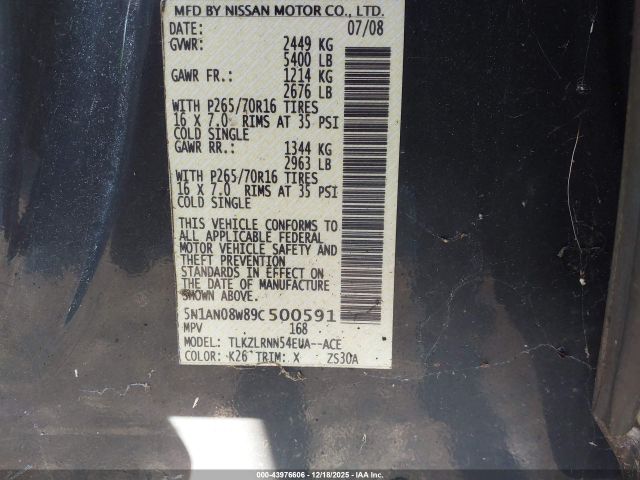 MFD BY NISSAN MOTOR CO., LTD.
DATE: 07/08
GVWR: 2449 KG
5400 LB
GAWR FR.: 1214 KG
2676 LB
WITH P265/70R16 TIRES
16 X 7.0 RIMS AT 35 PSI
COLD SINGLE
GAWR RR.: 1344 KG
2963 LB
WITH P265/70R16 TIRES
16 X 7.0 RIMS AT 35 PSI
COLD SINGLE
THIS VEHICLE CONFORMS TO
ALL APPLICABLE FEDERAL
MOTOR VEHICLE SAFETY AND
THEFT PREVENTION
STANDARDS IN EFFECT ON
THE DATE OF MANUFACTURE
SHOWN ABOVE.
5N1AN08W89C500591
MPV 168
MODEL: TLKZLRNN54EUA--ACE
COLOR: K26 TRIM: X ZS30A
000-43976606 - 12/18/2025 - IAA Inc.